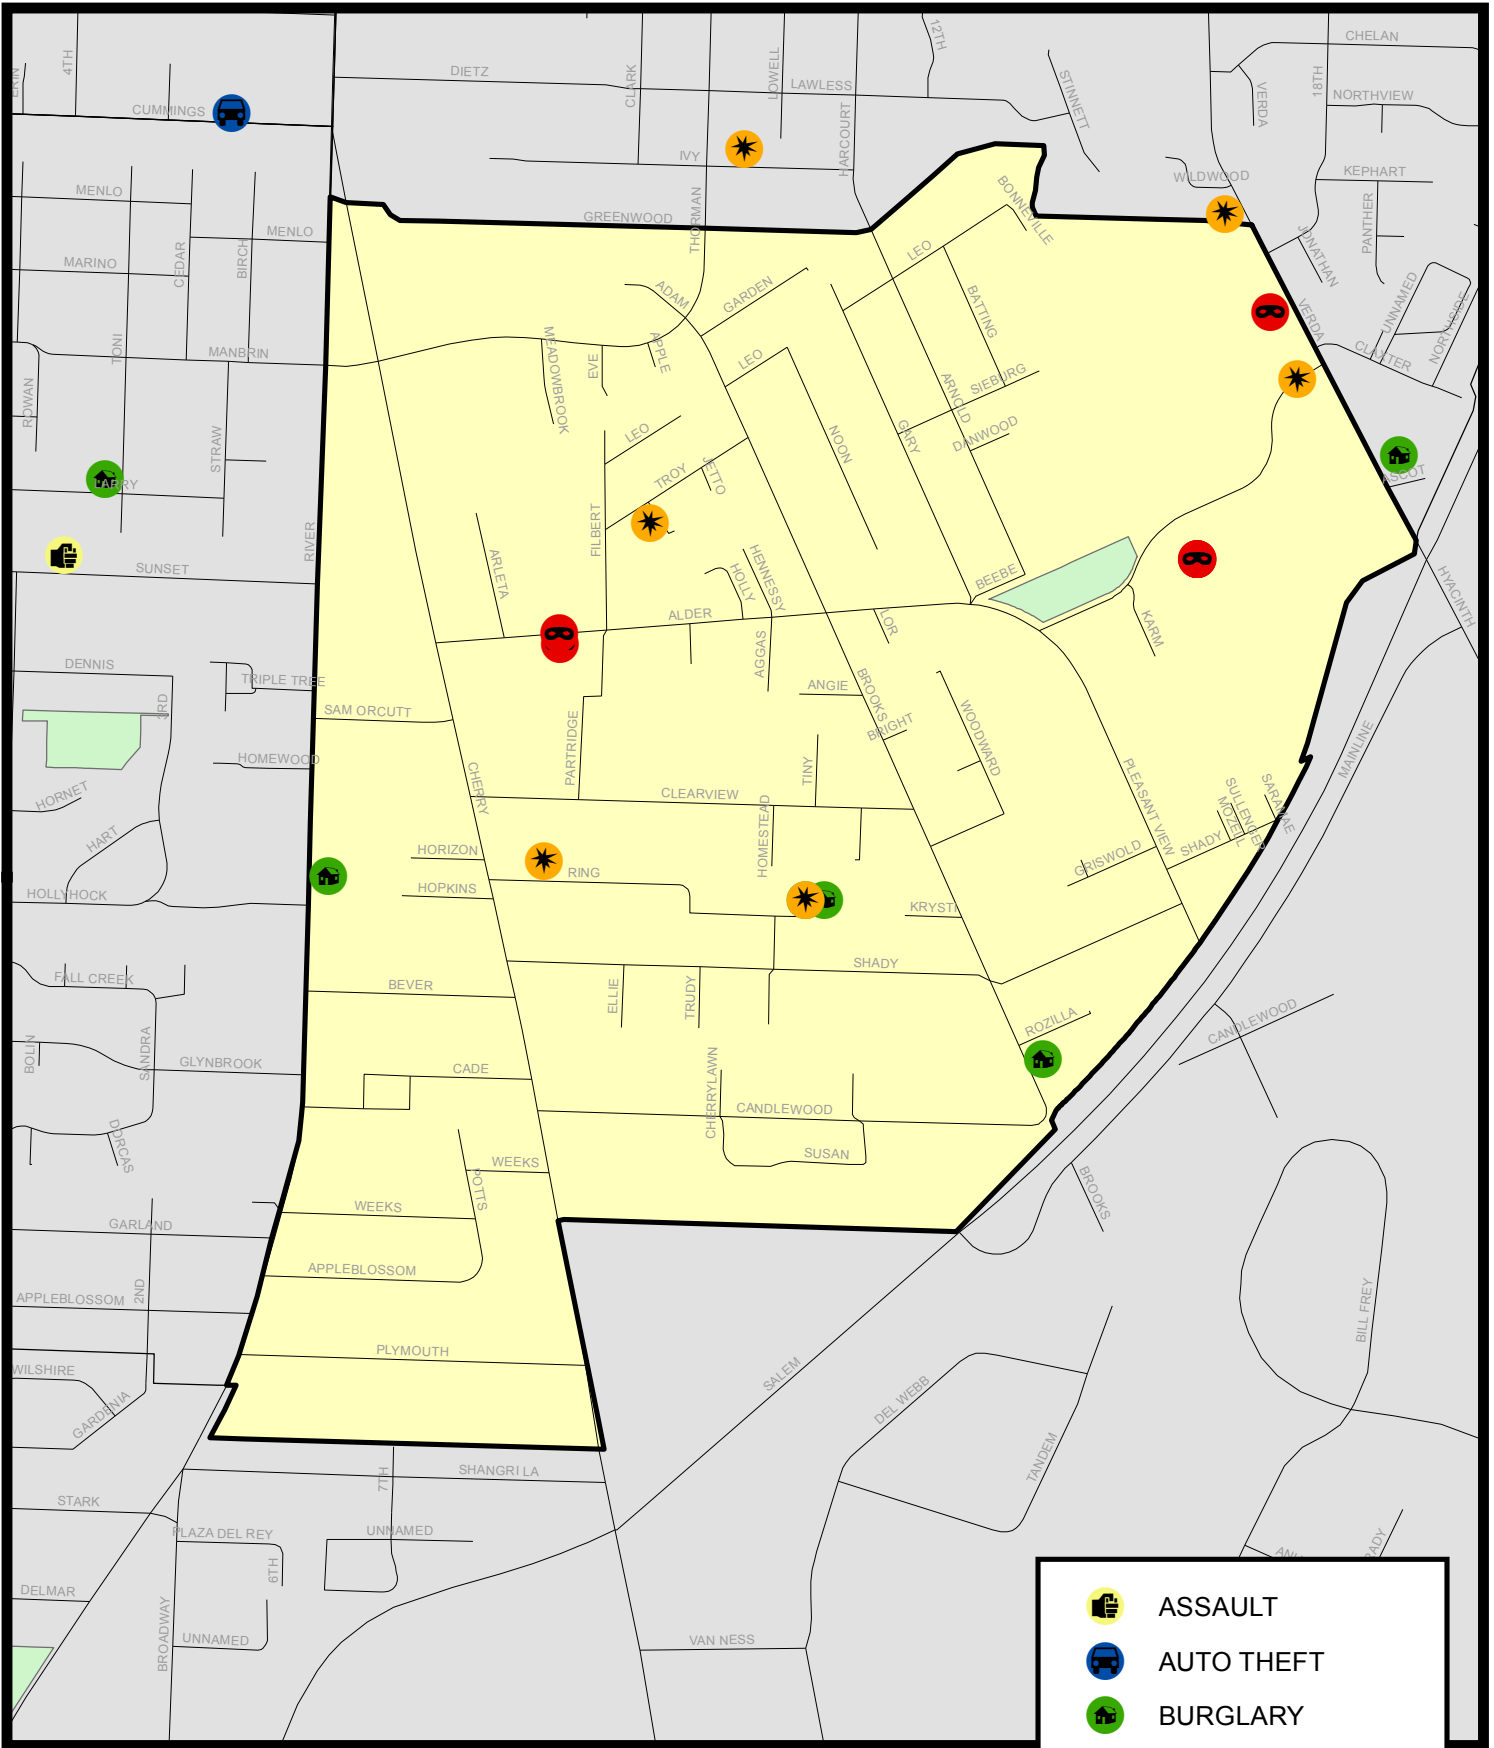 CHELAN
12TH
4TH
DIETZ
CLARK
LOWELL
LAWLESS
STINNETT
VERDA
18TH
NORTHVIEW
ERIN
CUMMINGS
HARCOURT
IVY
WILDWOOD
KEPHART
MENLO
THORMAN
GREENWOOD
BONNEVILLE
PANTHER
MENLO
CEDAR
BIRCH
MARINO
LEO
JONATHAN
ADAM
GARDEN
BATTING
UNNAMED
NORTHSIDE
VERDA
TONI
MANBRIN
MEADOWBROOK
EVE
APPLE
LEO
CLAXTER
ROWAN
ARNOLD
SIEBURG
STRAW
LEO
NOON
GARY
DANWOOD
TROY
JETTO
ASCOT
LARRY
FILBERT
RIVER
SUNSET
ARLETA
HOLLY
HENNESSY
BEEBE
HYACINTH
ALDER
LOR
KARM
AGGAS
DENNIS
TRIPLE TREE
3RD
SAM ORCUTT
ANGIE
BROOKS
BRIGHT
WOODWARD
PARTRIDGE
MAINLINE
HOMEWOOD
CHERRY
TINY
PLEASANT VIEW
HORNET
CLEARVIEW
SARANAE
SULLENGER
MOZELL
HART
HOMESTEAD
HORIZON
RING
GRISWOLD
SHADY
HOLLYHOCK
HOPKINS
KRYSTI
SHADY
FALL CREEK
BEVER
ELLIE
TRUDY
ROZILLA
CANDLEWOOD
BOLIN
SANDRA
GLYNBROOK
CADE
CHERRYLAWN
CANDLEWOOD
DORCAS
SUSAN
WEEKS
POTTS
BROOKS
WEEKS
GARLAND
APPLEBLOSSOM
2ND
APPLEBLOSSOM
BILL FREY
PLYMOUTH
WILSHIRE
GARDENIA
SALEM
DEL WEBB
TANDEM
SHANGRI LA
7TH
STARK
PLAZA DEL REY
UNNAMED
6TH
DELMAR
BROADWAY
UNNAMED
VAN NESS
ASSAULT
AUTO THEFT
BURGLARY